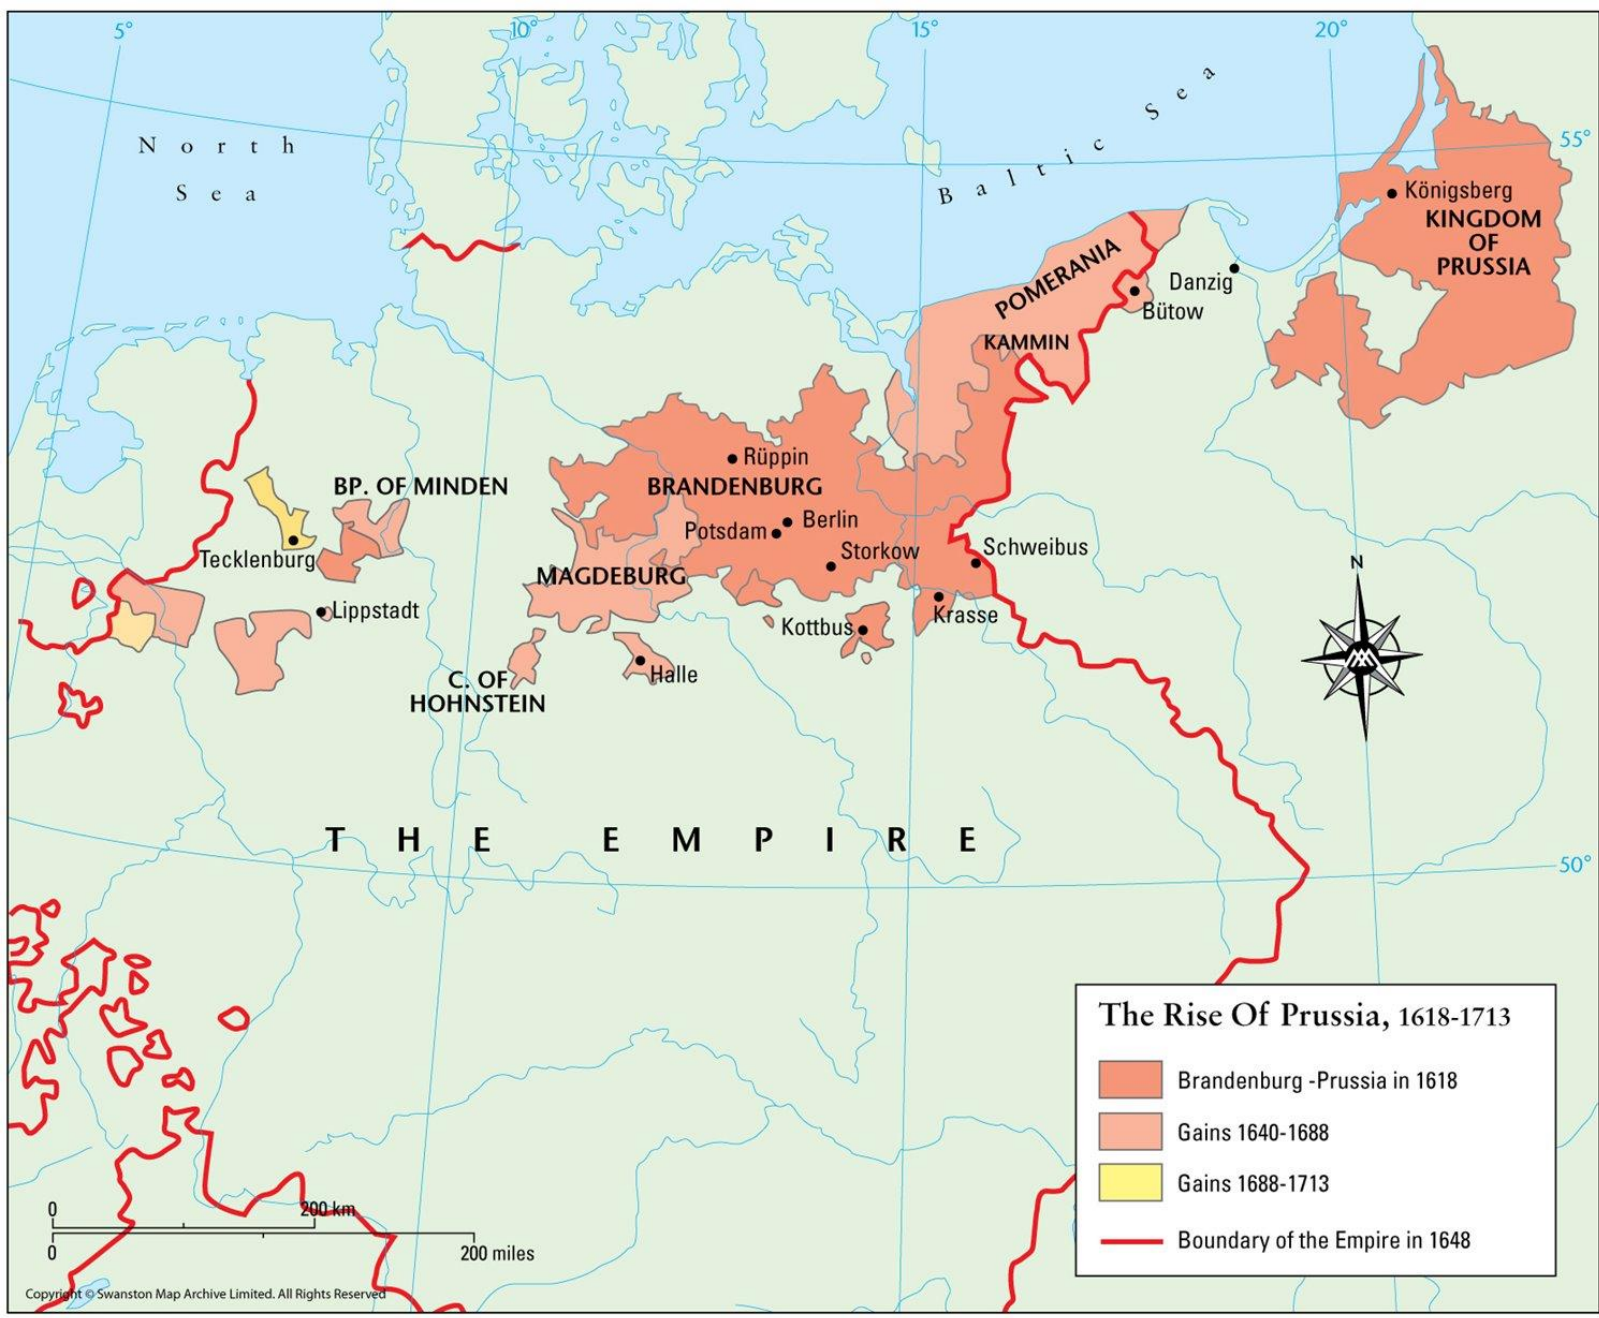 5°
10°
15°
20°
55°
North
Sea
Baltic Sea
Königsberg
KINGDOM
OF
PRUSSIA
POMERANIA
Danzig
Bütow
KAMMIN
Rüppin
BRANDENBURG
BP. OF MINDEN
Berlin
Potsdam
Storkow
Schweibus
Tecklenburg
MAGDEBURG
Lippstadt
Krasse
Kottbus
Halle
C. OF
HOHNSTEIN
N
THE EMPIRE
50°
The Rise Of Prussia, 1618-1713
Brandenburg -Prussia in 1618
Gains 1640-1688
Gains 1688-1713
Boundary of the Empire in 1648
0 200 km
0 200 miles
Copyright © Swanston Map Archive Limited. All Rights Reserved